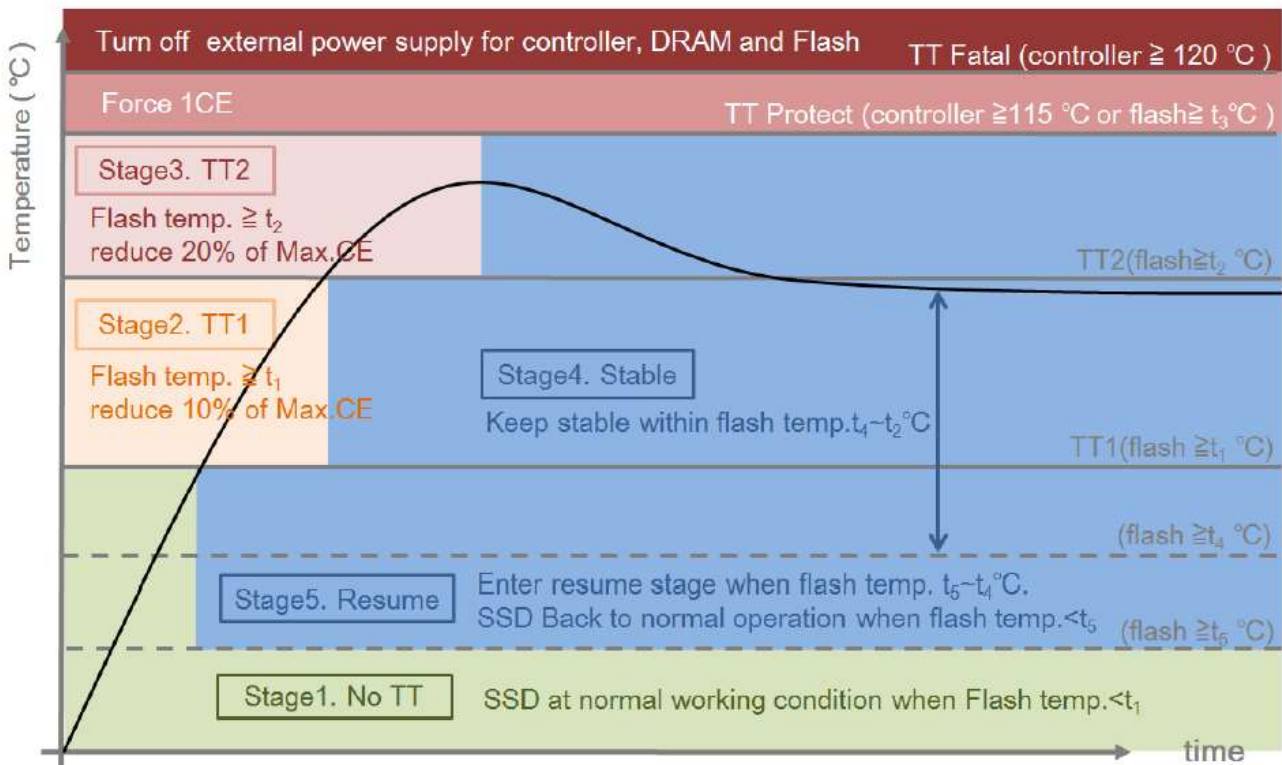 Temperature ( °C)
Turn off external power supply for controller, DRAM and Flash
TT Fatal (controller ≧ 120 °C )
Force 1CE
TT Protect (controller ≧115 °C or flash≧ t₃°C )
Stage3. TT2
Flash temp. ≧ t₂
reduce 20% of Max.CE
TT2(flash≧t₂ °C)
Stage2. TT1
Flash temp. ≧ t₁
reduce 10% of Max.CE
Stage4. Stable
Keep stable within flash temp.t₄~t₂°C
TT1(flash ≧t₁ °C)
(flash ≧t₄ °C)
Stage5. Resume
Enter resume stage when flash temp. t₅~t₄°C.
SSD Back to normal operation when flash temp.<t₅
(flash ≧t₅ °C)
Stage1. No TT
SSD at normal working condition when Flash temp.<t₁
time